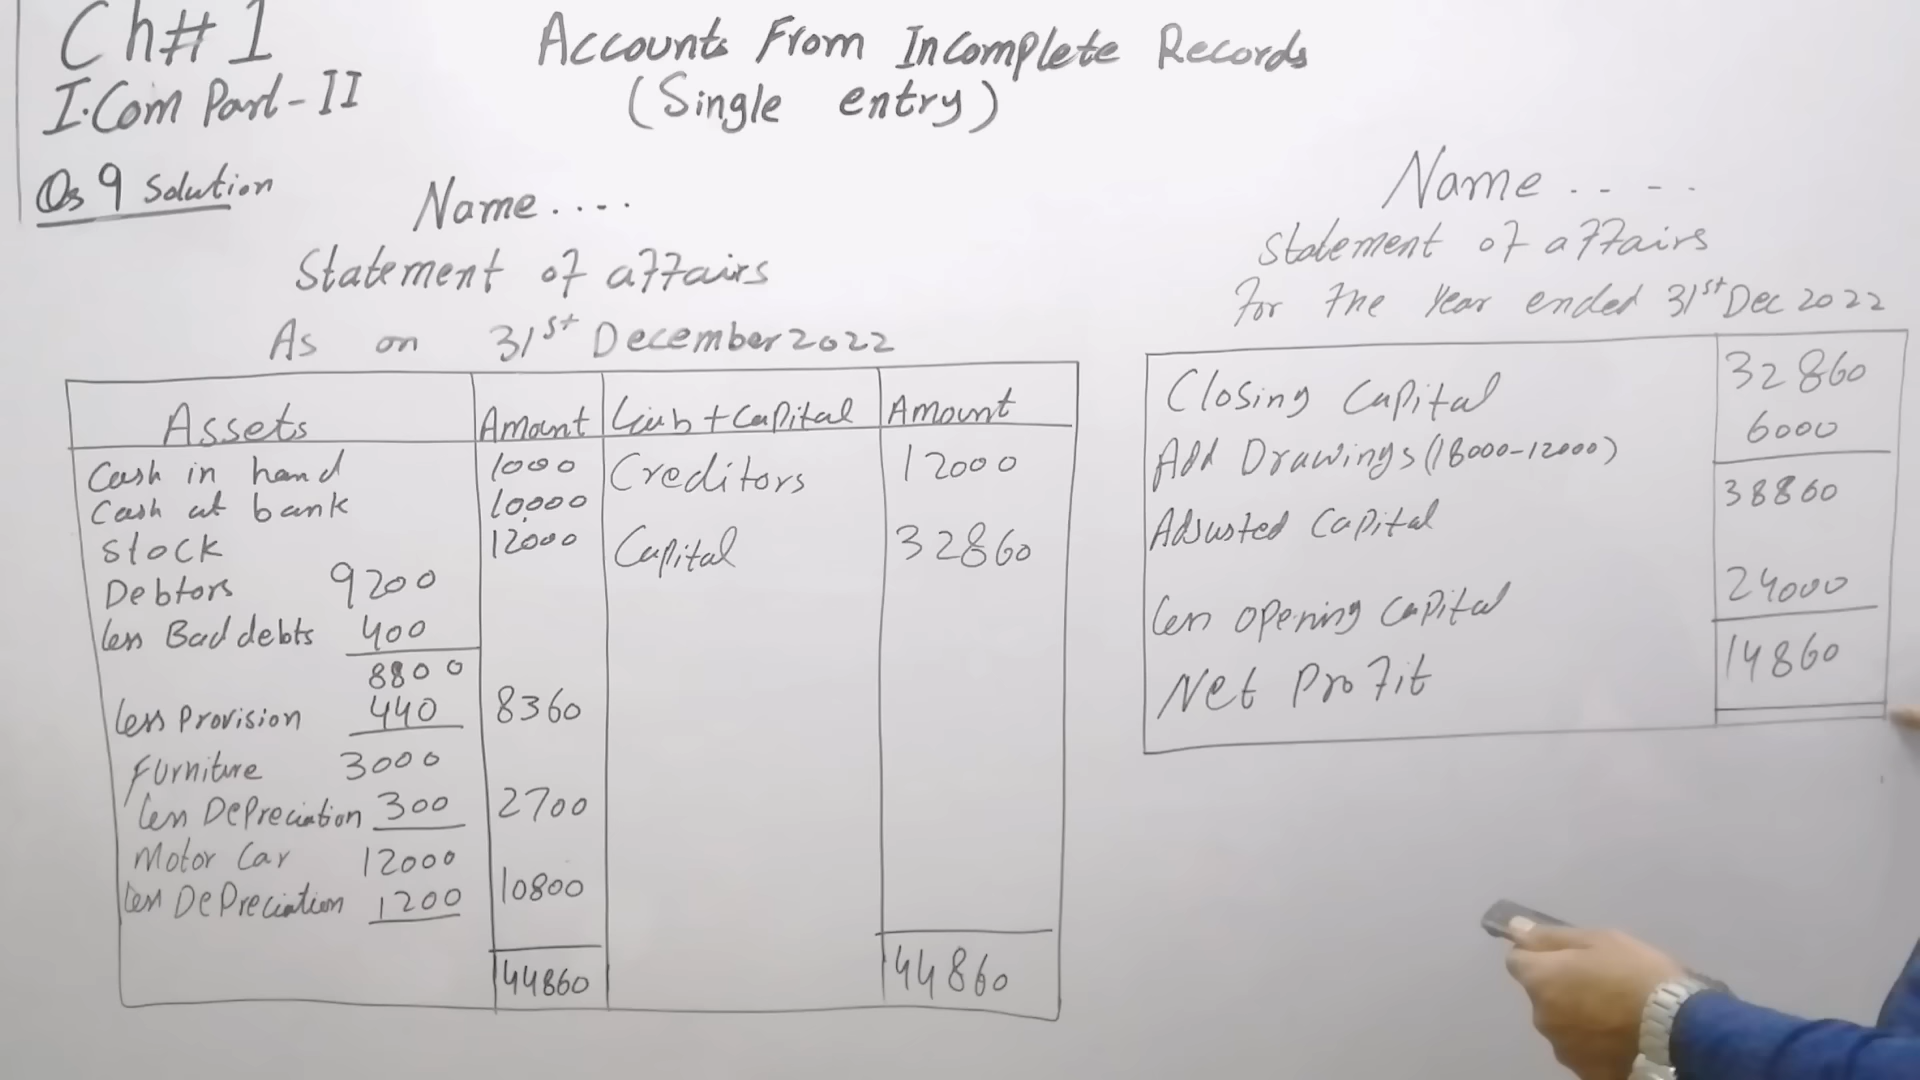 Ch# 1
I.Com Part-II
Accounts From Incomplete Records
(Single entry)
Qs 9 Solution
Name....
Statement of affairs
As on 31st December 2022
Assets Amount Liab + Capital Amount
Cash in hand 1000 Creditors 12000
Cash at bank 10,000
Stock 12000 Capital 32860
Debtors 9200
less Bad debts 400
8800
less Provision 440 8360
Furniture 3000
less Depreciation 300 2700
Motor Car 12000
less Depreciation 1200 10800
44860 44860
Name . . - - .
Statement of affairs
For the Year ended 31st Dec 2022
Closing Capital 32860
Add Drawings (18000-12000) 6000
Adjusted Capital 38860
less opening Capital 24000
Net Profit 14860